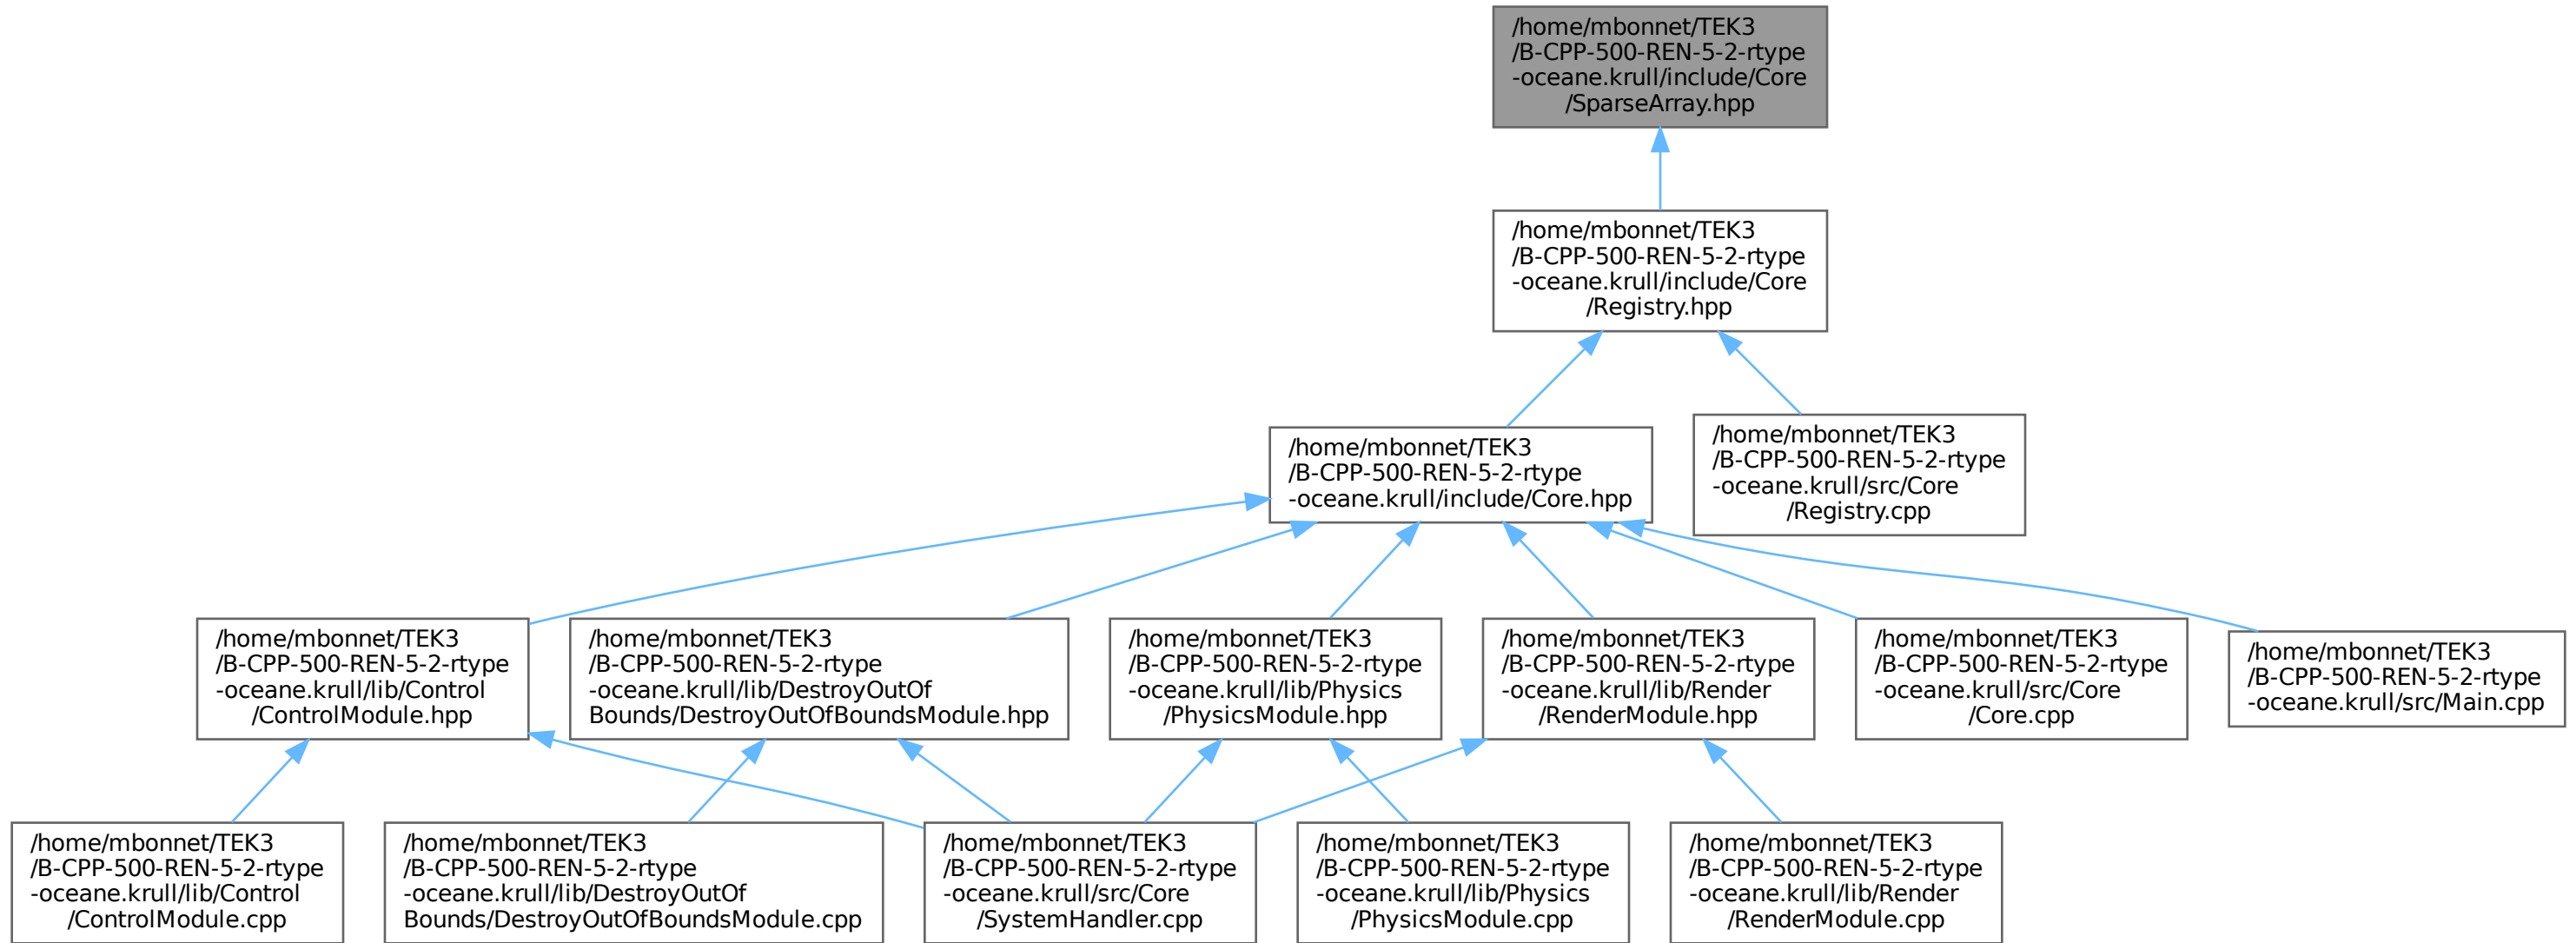 /home/mbonnet/TEK3
/B-CPP-500-REN-5-2-rtype
-oceane.krull/include/Core
/SparseArray.hpp
/home/mbonnet/TEK3
/B-CPP-500-REN-5-2-rtype
-oceane.krull/include/Core
/Registry.hpp
/home/mbonnet/TEK3
/B-CPP-500-REN-5-2-rtype
-oceane.krull/include/Core.hpp
/home/mbonnet/TEK3
/B-CPP-500-REN-5-2-rtype
-oceane.krull/src/Core
/Registry.cpp
/home/mbonnet/TEK3
/B-CPP-500-REN-5-2-rtype
-oceane.krull/lib/Control
/ControlModule.hpp
/home/mbonnet/TEK3
/B-CPP-500-REN-5-2-rtype
-oceane.krull/lib/DestroyOutOf
Bounds/DestroyOutOfBoundsModule.hpp
/home/mbonnet/TEK3
/B-CPP-500-REN-5-2-rtype
-oceane.krull/lib/Physics
/PhysicsModule.hpp
/home/mbonnet/TEK3
/B-CPP-500-REN-5-2-rtype
-oceane.krull/lib/Render
/RenderModule.hpp
/home/mbonnet/TEK3
/B-CPP-500-REN-5-2-rtype
-oceane.krull/src/Core
/Core.cpp
/home/mbonnet/TEK3
/B-CPP-500-REN-5-2-rtype
-oceane.krull/src/Main.cpp
/home/mbonnet/TEK3
/B-CPP-500-REN-5-2-rtype
-oceane.krull/lib/Control
/ControlModule.cpp
/home/mbonnet/TEK3
/B-CPP-500-REN-5-2-rtype
-oceane.krull/lib/DestroyOutOf
Bounds/DestroyOutOfBoundsModule.cpp
/home/mbonnet/TEK3
/B-CPP-500-REN-5-2-rtype
-oceane.krull/src/Core
/SystemHandler.cpp
/home/mbonnet/TEK3
/B-CPP-500-REN-5-2-rtype
-oceane.krull/lib/Physics
/PhysicsModule.cpp
/home/mbonnet/TEK3
/B-CPP-500-REN-5-2-rtype
-oceane.krull/lib/Render
/RenderModule.cpp